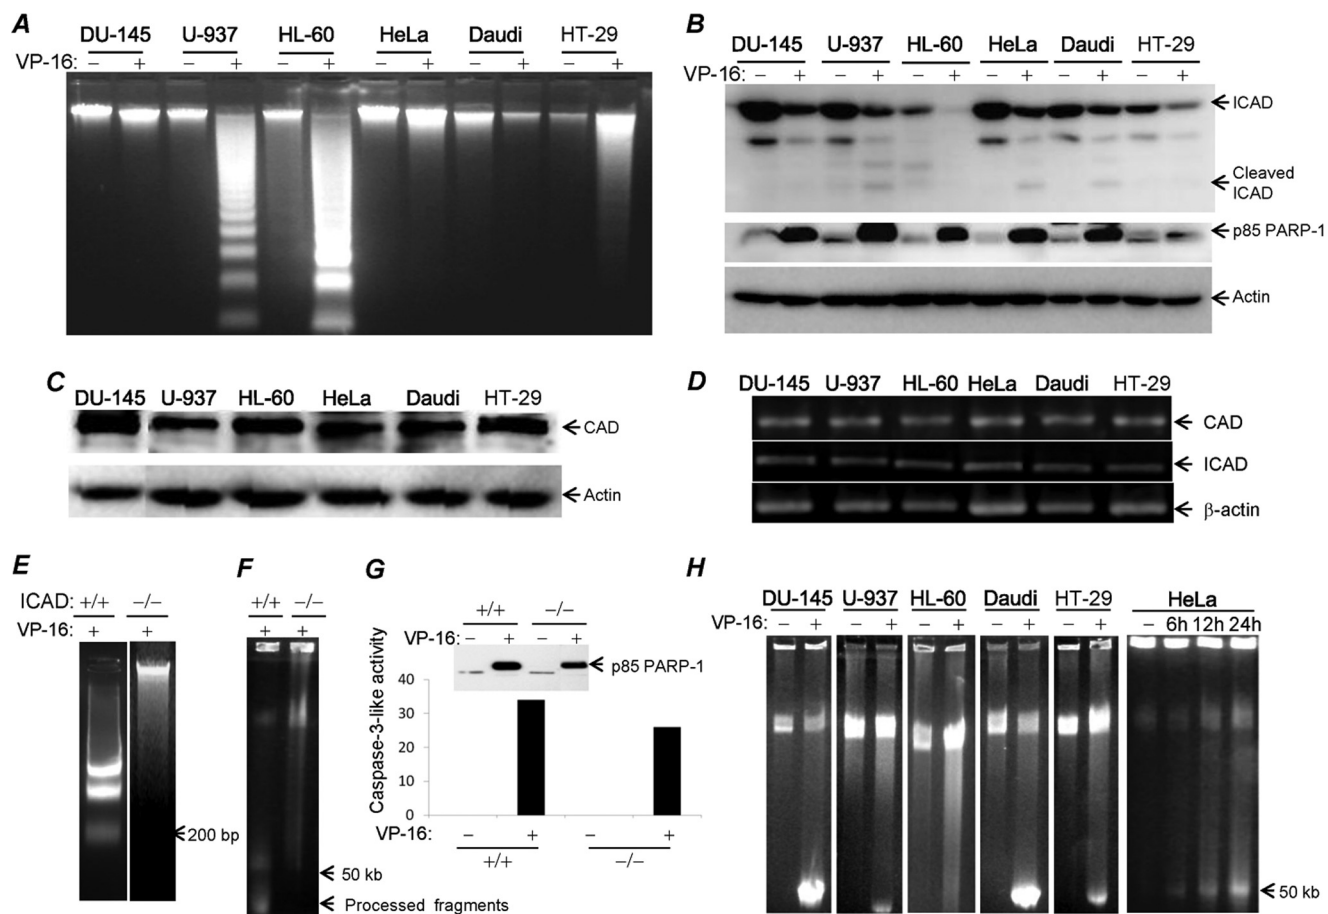 A
DU-145 U-937 HL-60 HeLa Daudi HT-29
VP-16: – + – + – + – + – + – +
B
DU-145 U-937 HL-60 HeLa Daudi HT-29
VP-16: – + – + – + – + – + – +
ICAD
Cleaved
ICAD
p85 PARP-1
Actin
C
DU-145 U-937 HL-60 HeLa Daudi HT-29
CAD
Actin
D
DU-145 U-937 HL-60 HeLa Daudi HT-29
CAD
ICAD
β-actin
E
ICAD: +/+ –/–
VP-16: + +
200 bp
F
+/+ –/–
+ +
50 kb
Processed fragments
G
+/+ –/–
VP-16: – + – +
p85 PARP-1
Caspase-3-like activity
40
30
20
10
0
VP-16: – + – +
+/+ –/–
H
DU-145 U-937 HL-60 Daudi HT-29 HeLa
VP-16: – + – + – + – + – + – 6h 12h 24h
50 kb